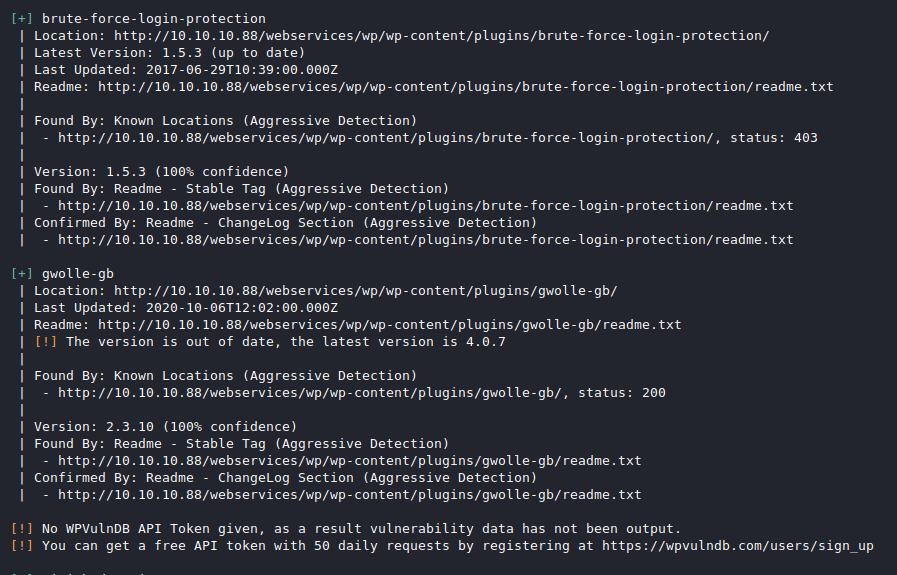 [+] brute-force-login-protection
| Location: http://10.10.10.88/webservices/wp/wp-content/plugins/brute-force-login-protection/
| Latest Version: 1.5.3 (up to date)
| Last Updated: 2017-06-29T10:39:00.000Z
| Readme: http://10.10.10.88/webservices/wp/wp-content/plugins/brute-force-login-protection/readme.txt
|
| Found By: Known Locations (Aggressive Detection)
|  - http://10.10.10.88/webservices/wp/wp-content/plugins/brute-force-login-protection/, status: 403
|
| Version: 1.5.3 (100% confidence)
| Found By: Readme - Stable Tag (Aggressive Detection)
|  - http://10.10.10.88/webservices/wp/wp-content/plugins/brute-force-login-protection/readme.txt
| Confirmed By: Readme - ChangeLog Section (Aggressive Detection)
|  - http://10.10.10.88/webservices/wp/wp-content/plugins/brute-force-login-protection/readme.txt
[+] gwolle-gb
| Location: http://10.10.10.88/webservices/wp/wp-content/plugins/gwolle-gb/
| Last Updated: 2020-10-06T12:02:00.000Z
| Readme: http://10.10.10.88/webservices/wp/wp-content/plugins/gwolle-gb/readme.txt
| [!] The version is out of date, the latest version is 4.0.7
|
| Found By: Known Locations (Aggressive Detection)
|  - http://10.10.10.88/webservices/wp/wp-content/plugins/gwolle-gb/, status: 200
|
| Version: 2.3.10 (100% confidence)
| Found By: Readme - Stable Tag (Aggressive Detection)
|  - http://10.10.10.88/webservices/wp/wp-content/plugins/gwolle-gb/readme.txt
| Confirmed By: Readme - ChangeLog Section (Aggressive Detection)
|  - http://10.10.10.88/webservices/wp/wp-content/plugins/gwolle-gb/readme.txt
[!] No WPVulnDB API Token given, as a result vulnerability data has not been output.
[!] You can get a free API token with 50 daily requests by registering at https://wpvulndb.com/users/sign_up